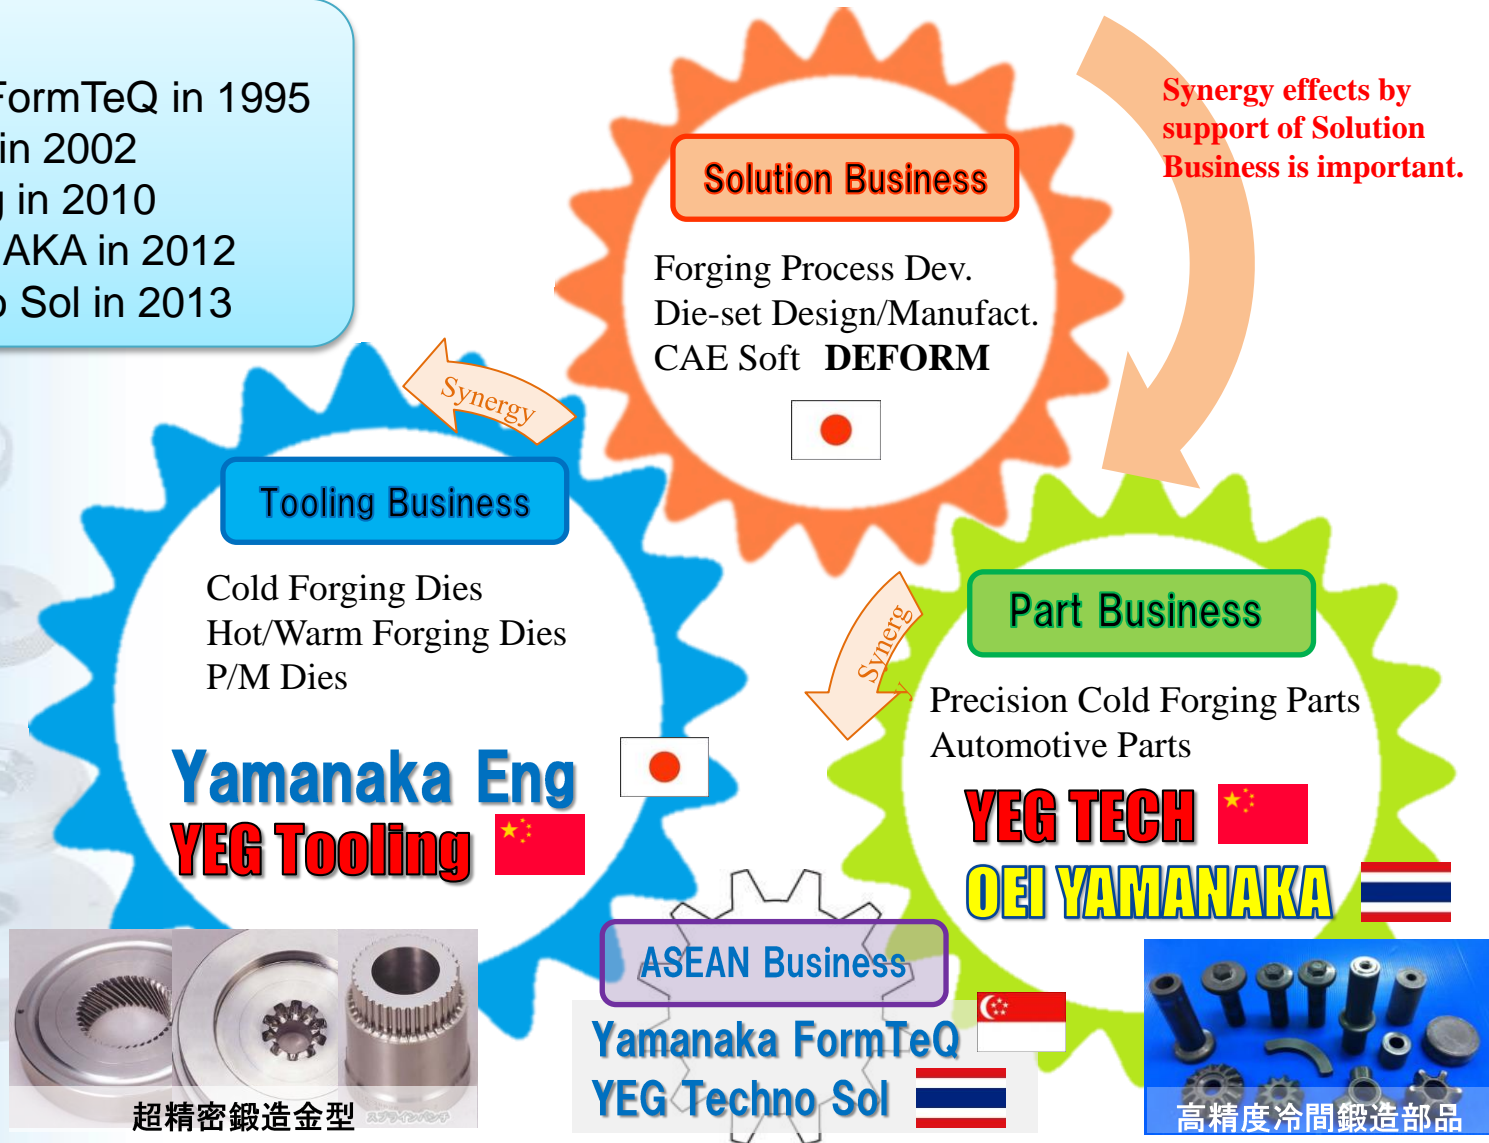 FormTeQ in 1995
in 2002
g in 2010
AKA in 2012
o Sol in 2013
Synergy effects by
support of Solution
Business is important.
Solution Business
Forging Process Dev.
Die-set Design/Manufact.
CAE Soft DEFORM
Synergy
Tooling Business
Cold Forging Dies
Hot/Warm Forging Dies
P/M Dies
Yamanaka Eng
YEG Tooling
Synergy
Part Business
Precision Cold Forging Parts
Automotive Parts
YEG TECH
OEI YAMANAKA
ASEAN Business
Yamanaka FormTeQ
YEG Techno Sol
超精密鍛造金型
高精度冷間鍛造部品